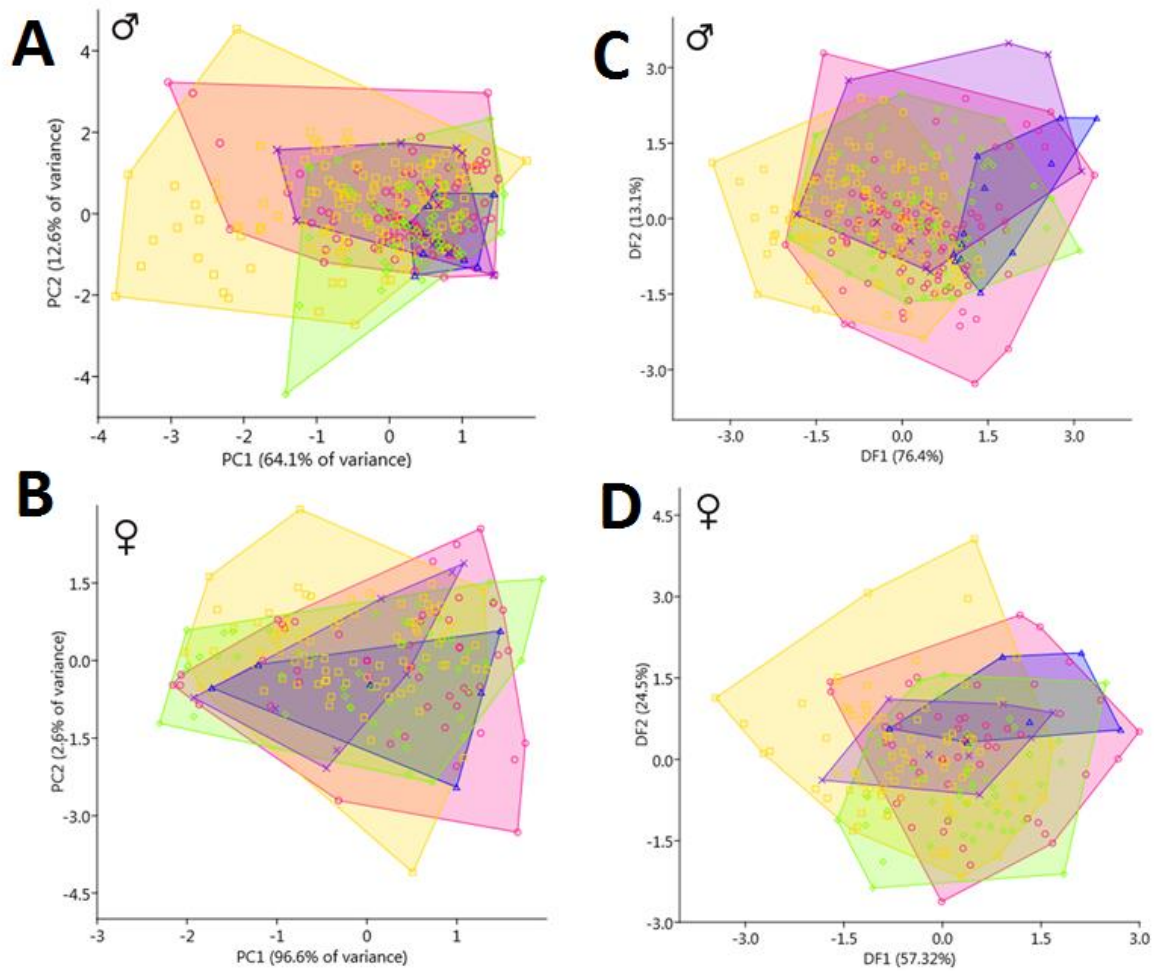 A
♂
4
2
0
-2
-4
PC2 (12.6% of variance)
-4 -3 -2 -1 0 1
PC1 (64.1% of variance)
C
♂
3.0
1.5
0.0
-1.5
-3.0
DF2 (13.1%)
-3.0 -1.5 0.0 1.5 3.0
DF1 (76.4%)
B
♀
1.5
0.0
-1.5
-3.0
-4.5
PC2 (2.6% of variance)
-3 -2 -1 0 1
PC1 (96.6% of variance)
D
♀
4.5
3.0
1.5
0.0
-1.5
-3.0
DF2 (24.5%)
-3.0 -1.5 0.0 1.5 3.0
DF1 (57.32%)